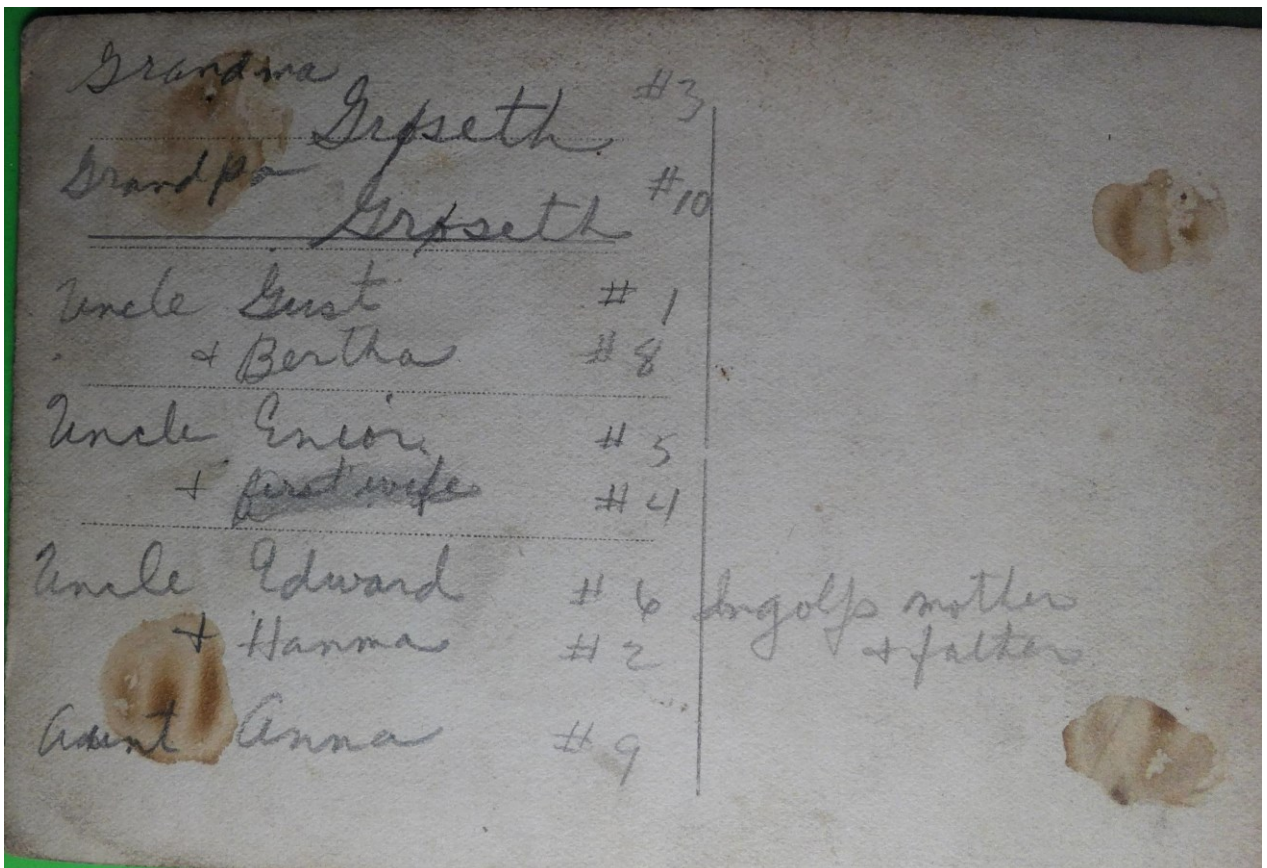 Grandma
Grøseth #3
Grandpa
Grøseth #10
Uncle Gust #1
+ Bertha #8
Uncle Enior #5
+ first wife #4
Uncle Edward #6 Ingolfs mother
+ Hanma #2 + father
Aunt Anna #9